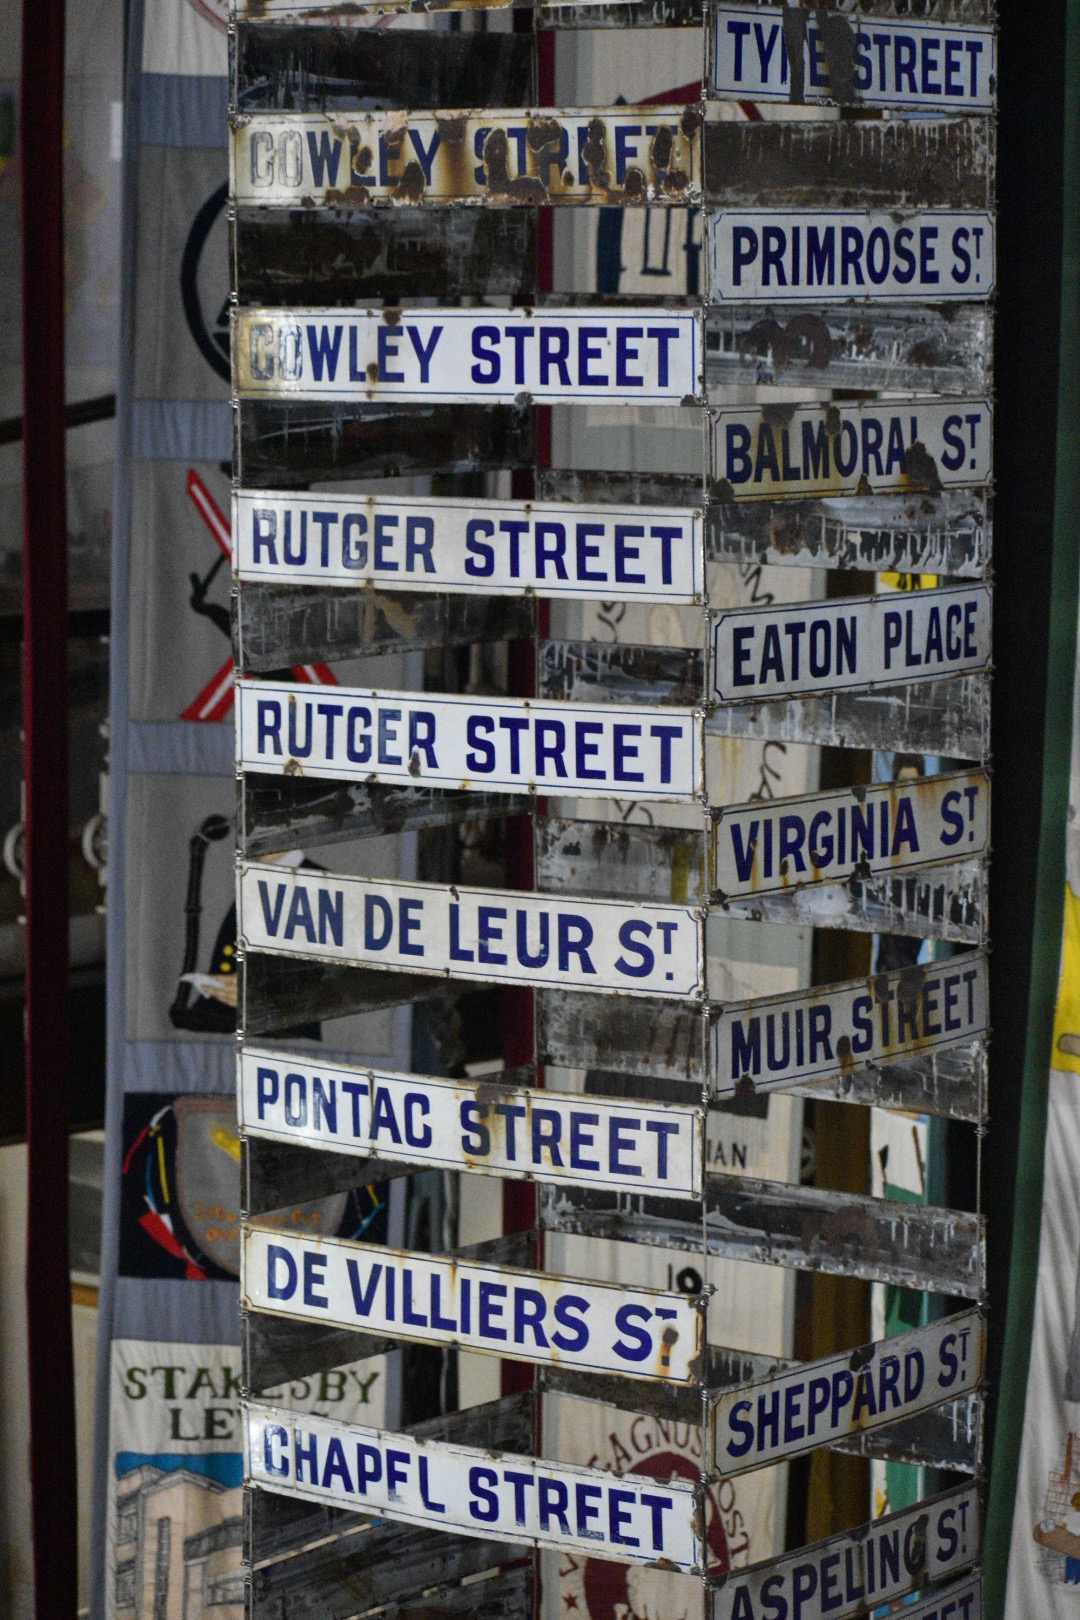 COWLEY STREET
COWLEY STREET
RUTGER STREET
RUTGER STREET
VAN DE LEUR ST.
PONTAC STREET
DE VILLIERS ST.
CHAPEL STREET
TYNE STREET
PRIMROSE ST.
BALMORAL ST.
EATON PLACE
VIRGINIA ST.
MUIR STREET
SHEPPARD ST.
ASPELING ST.
STAKESBY